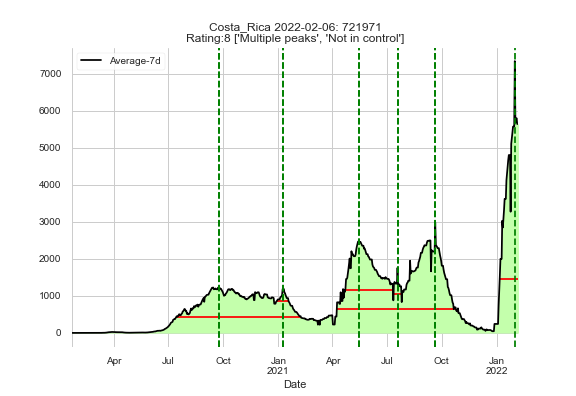 Costa_Rica 2022-02-06: 721971
Rating:8 ['Multiple peaks', 'Not in control']
Average-7d
7000
6000
5000
4000
3000
2000
1000
0
Apr Jul Oct Jan Apr Jul Oct Jan
2021 2022
Date